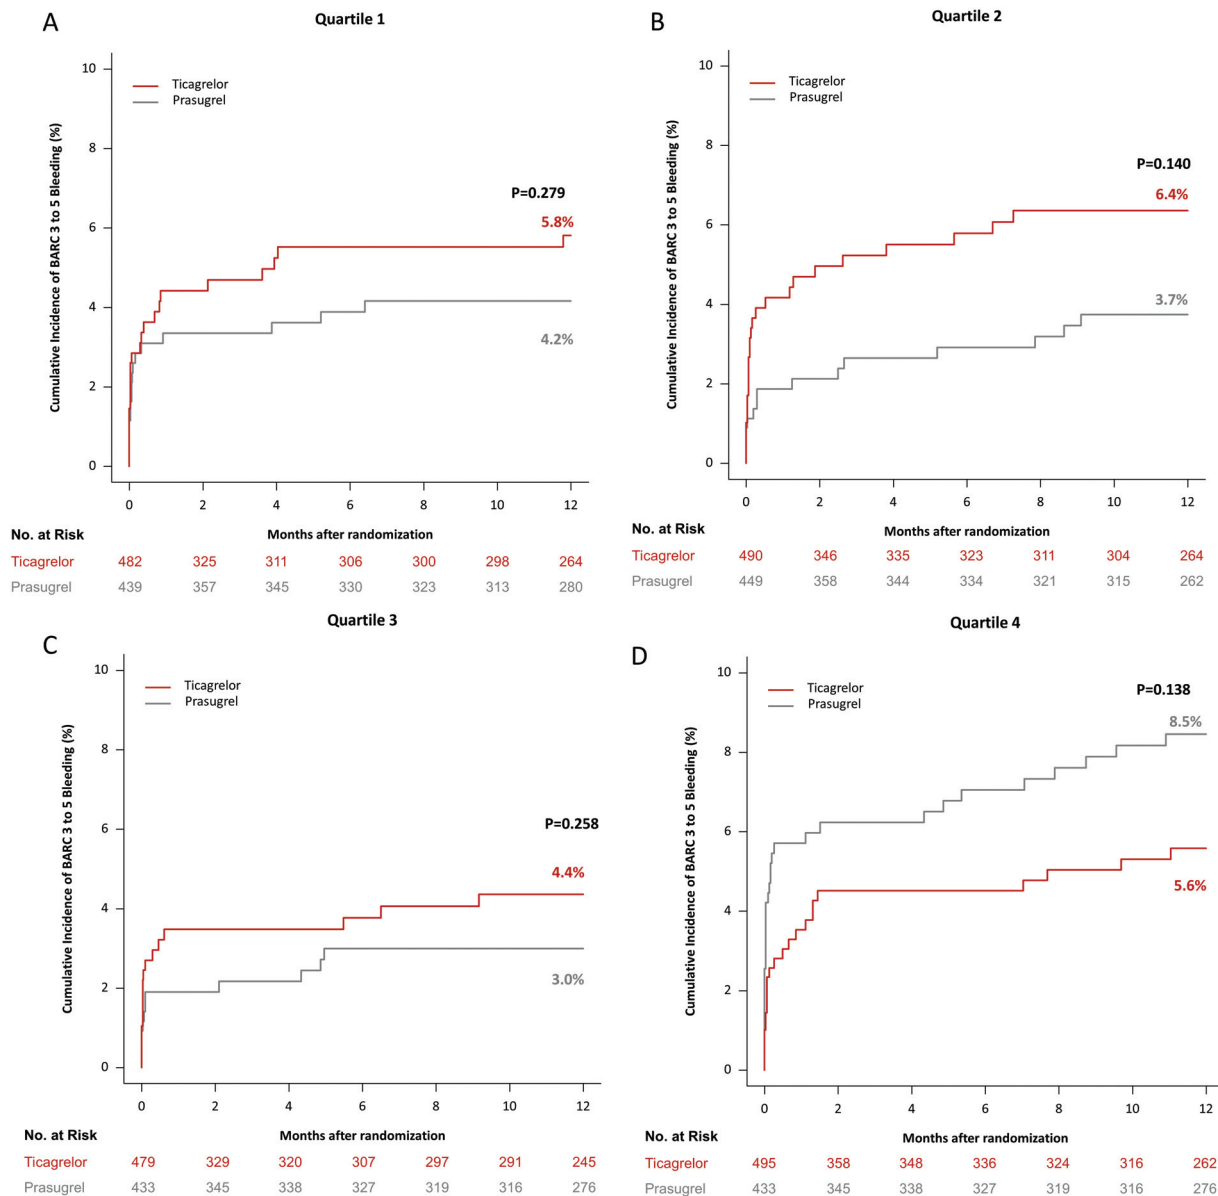 A
Quartile 1
Cumulative Incidence of BARC 3 to 5 Bleeding (%)
10
8
6
4
2
0
Ticagrelor
Prasugrel
P=0.279
5.8%
4.2%
0 2 4 6 8 10 12
No. at Risk
Months after randomization
Ticagrelor 482 325 311 306 300 298 264
Prasugrel 439 357 345 330 323 313 280
B
Quartile 2
Cumulative Incidence of BARC 3 to 5 Bleeding (%)
10
8
6
4
2
0
Ticagrelor
Prasugrel
P=0.140
6.4%
3.7%
0 2 4 6 8 10 12
No. at Risk
Months after randomization
Ticagrelor 490 346 335 323 311 304 264
Prasugrel 449 358 344 334 321 315 262
C
Quartile 3
Cumulative Incidence of BARC 3 to 5 Bleeding (%)
10
8
6
4
2
0
Ticagrelor
Prasugrel
P=0.258
4.4%
3.0%
0 2 4 6 8 10 12
No. at Risk
Months after randomization
Ticagrelor 479 329 320 307 297 291 245
Prasugrel 433 345 338 327 319 316 276
D
Quartile 4
Cumulative Incidence of BARC 3 to 5 Bleeding (%)
10
8
6
4
2
0
Ticagrelor
Prasugrel
P=0.138
8.5%
5.6%
0 2 4 6 8 10 12
No. at Risk
Months after randomization
Ticagrelor 495 358 348 336 324 316 262
Prasugrel 433 345 338 327 319 316 276